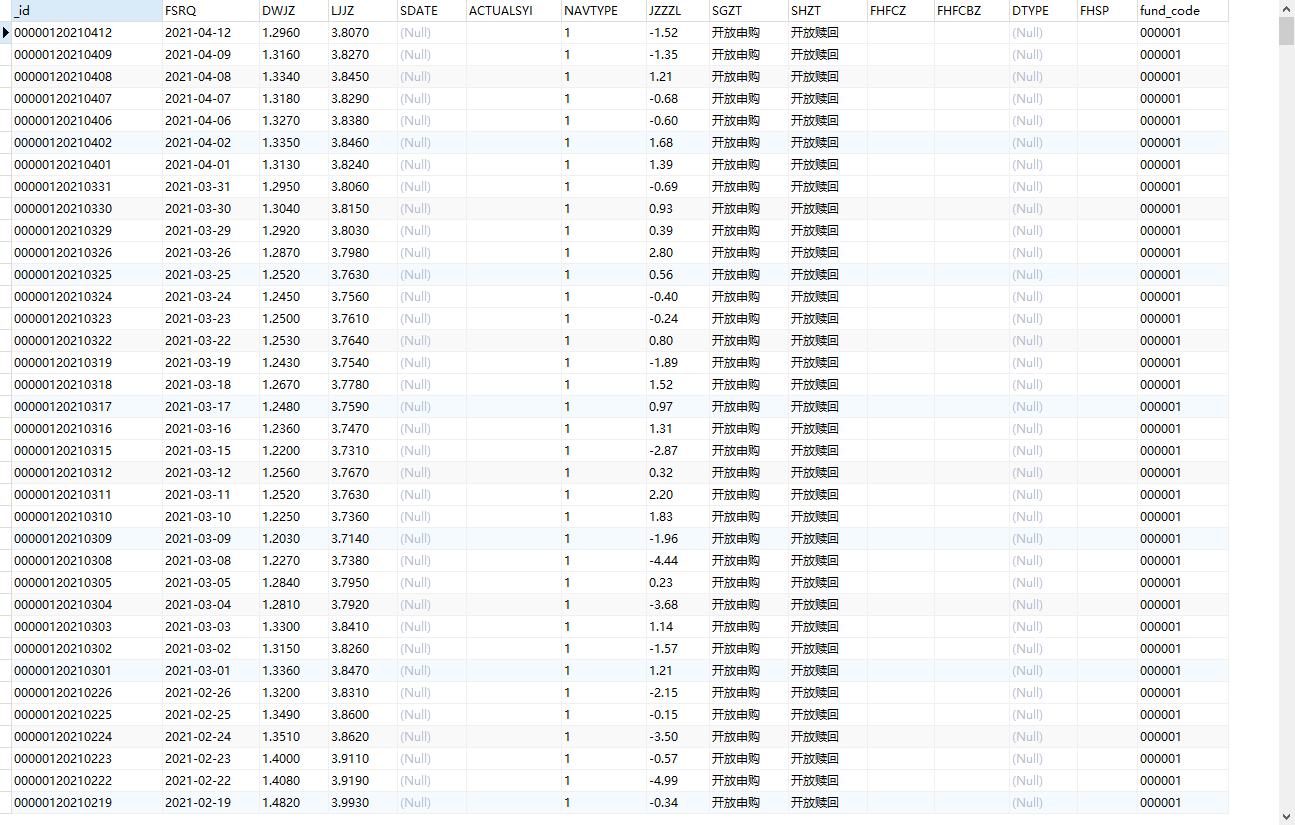 _id FSRQ DWJZ LJJZ SDATE ACTUALSYI NAVTYPE JZZZL SGZT SHZT FHFCZ FHFCBZ DTYPE FHSP fund_code
00000120210412 2021-04-12 1.2960 3.8070 (Null) 1 -1.52 开放申购 开放赎回 (Null) 000001
00000120210409 2021-04-09 1.3160 3.8270 (Null) 1 -1.35 开放申购 开放赎回 (Null) 000001
00000120210408 2021-04-08 1.3340 3.8450 (Null) 1 1.21 开放申购 开放赎回 (Null) 000001
00000120210407 2021-04-07 1.3180 3.8290 (Null) 1 -0.68 开放申购 开放赎回 (Null) 000001
00000120210406 2021-04-06 1.3270 3.8380 (Null) 1 -0.60 开放申购 开放赎回 (Null) 000001
00000120210402 2021-04-02 1.3350 3.8460 (Null) 1 1.68 开放申购 开放赎回 (Null) 000001
00000120210401 2021-04-01 1.3130 3.8240 (Null) 1 1.39 开放申购 开放赎回 (Null) 000001
00000120210331 2021-03-31 1.2950 3.8060 (Null) 1 -0.69 开放申购 开放赎回 (Null) 000001
00000120210330 2021-03-30 1.3040 3.8150 (Null) 1 0.93 开放申购 开放赎回 (Null) 000001
00000120210329 2021-03-29 1.2920 3.8030 (Null) 1 0.39 开放申购 开放赎回 (Null) 000001
00000120210326 2021-03-26 1.2870 3.7980 (Null) 1 2.80 开放申购 开放赎回 (Null) 000001
00000120210325 2021-03-25 1.2520 3.7630 (Null) 1 0.56 开放申购 开放赎回 (Null) 000001
00000120210324 2021-03-24 1.2450 3.7560 (Null) 1 -0.40 开放申购 开放赎回 (Null) 000001
00000120210323 2021-03-23 1.2500 3.7610 (Null) 1 -0.24 开放申购 开放赎回 (Null) 000001
00000120210322 2021-03-22 1.2530 3.7640 (Null) 1 0.80 开放申购 开放赎回 (Null) 000001
00000120210319 2021-03-19 1.2430 3.7540 (Null) 1 -1.89 开放申购 开放赎回 (Null) 000001
00000120210318 2021-03-18 1.2670 3.7780 (Null) 1 1.52 开放申购 开放赎回 (Null) 000001
00000120210317 2021-03-17 1.2480 3.7590 (Null) 1 0.97 开放申购 开放赎回 (Null) 000001
00000120210316 2021-03-16 1.2360 3.7470 (Null) 1 1.31 开放申购 开放赎回 (Null) 000001
00000120210315 2021-03-15 1.2200 3.7310 (Null) 1 -2.87 开放申购 开放赎回 (Null) 000001
00000120210312 2021-03-12 1.2560 3.7670 (Null) 1 0.32 开放申购 开放赎回 (Null) 000001
00000120210311 2021-03-11 1.2520 3.7630 (Null) 1 2.20 开放申购 开放赎回 (Null) 000001
00000120210310 2021-03-10 1.2250 3.7360 (Null) 1 1.83 开放申购 开放赎回 (Null) 000001
00000120210309 2021-03-09 1.2030 3.7140 (Null) 1 -1.96 开放申购 开放赎回 (Null) 000001
00000120210308 2021-03-08 1.2270 3.7380 (Null) 1 -4.44 开放申购 开放赎回 (Null) 000001
00000120210305 2021-03-05 1.2840 3.7950 (Null) 1 0.23 开放申购 开放赎回 (Null) 000001
00000120210304 2021-03-04 1.2810 3.7920 (Null) 1 -3.68 开放申购 开放赎回 (Null) 000001
00000120210303 2021-03-03 1.3300 3.8410 (Null) 1 1.14 开放申购 开放赎回 (Null) 000001
00000120210302 2021-03-02 1.3150 3.8260 (Null) 1 -1.57 开放申购 开放赎回 (Null) 000001
00000120210301 2021-03-01 1.3360 3.8470 (Null) 1 1.21 开放申购 开放赎回 (Null) 000001
00000120210226 2021-02-26 1.3200 3.8310 (Null) 1 -2.15 开放申购 开放赎回 (Null) 000001
00000120210225 2021-02-25 1.3490 3.8600 (Null) 1 -0.15 开放申购 开放赎回 (Null) 000001
00000120210224 2021-02-24 1.3510 3.8620 (Null) 1 -3.50 开放申购 开放赎回 (Null) 000001
00000120210223 2021-02-23 1.4000 3.9110 (Null) 1 -0.57 开放申购 开放赎回 (Null) 000001
00000120210222 2021-02-22 1.4080 3.9190 (Null) 1 -4.99 开放申购 开放赎回 (Null) 000001
00000120210219 2021-02-19 1.4820 3.9930 (Null) 1 -0.34 开放申购 开放赎回 (Null) 000001